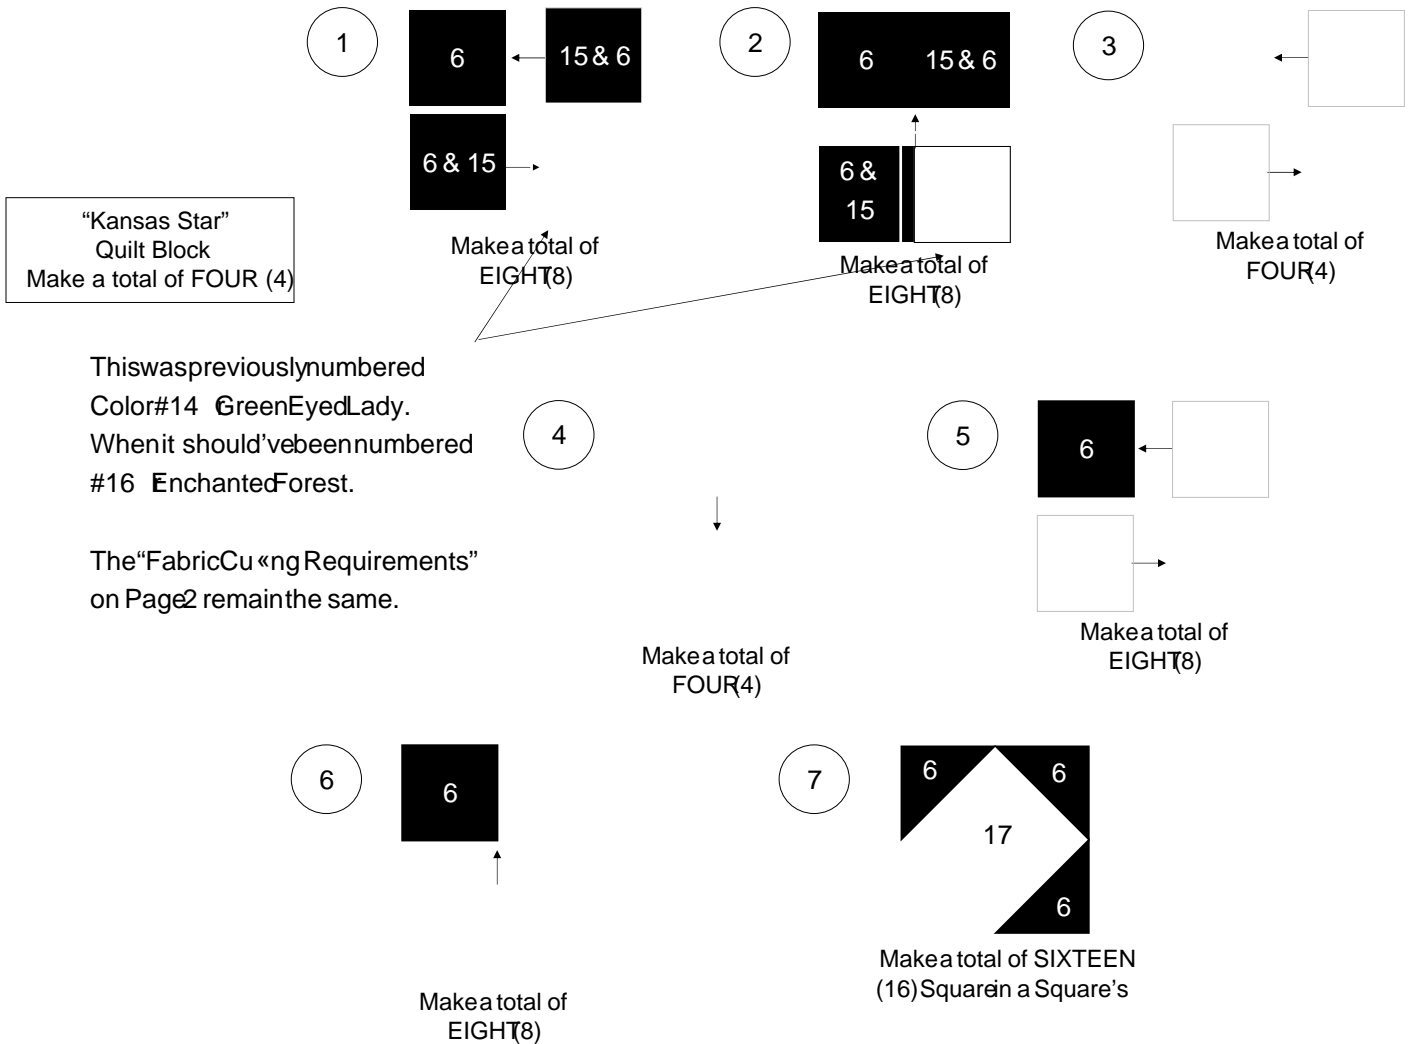 1
6
15 & 6
6 & 15
Make a total of
EIGHT(8)
2
6 15 & 6
6 &
15
Make a total of
EIGHT(8)
3
Make a total of
FOUR(4)
“Kansas Star”
Quilt Block
Make a total of FOUR (4)
This was previously numbered
Color #14 Green Eyed Lady.
When it should’ve been numbered
#16 Enchanted Forest.
The “Fabric Cu«ng Requirements”
on Page 2 remain the same.
4
Make a total of
FOUR(4)
5
6
Make a total of
EIGHT(8)
6
6
Make a total of
EIGHT(8)
7
6 6
17
6
Make a total of SIXTEEN
(16) Square in a Square’s